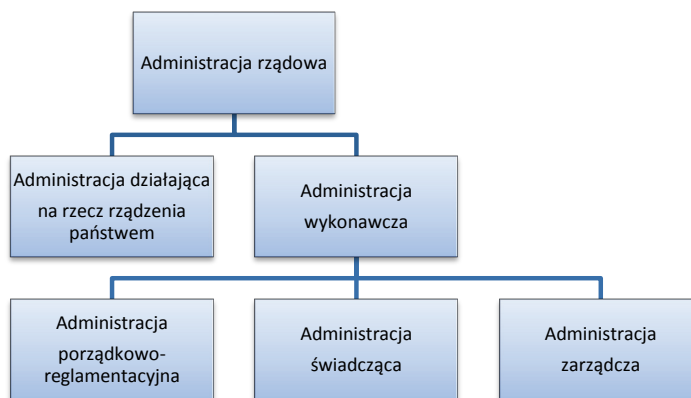 Administracja rządowa
Administracja działająca
na rzecz rządzenia
państwem
Administracja
wykonawcza
Administracja
porządkowo-
reglamentacyjna
Administracja
świadcząca
Administracja
zarządcza